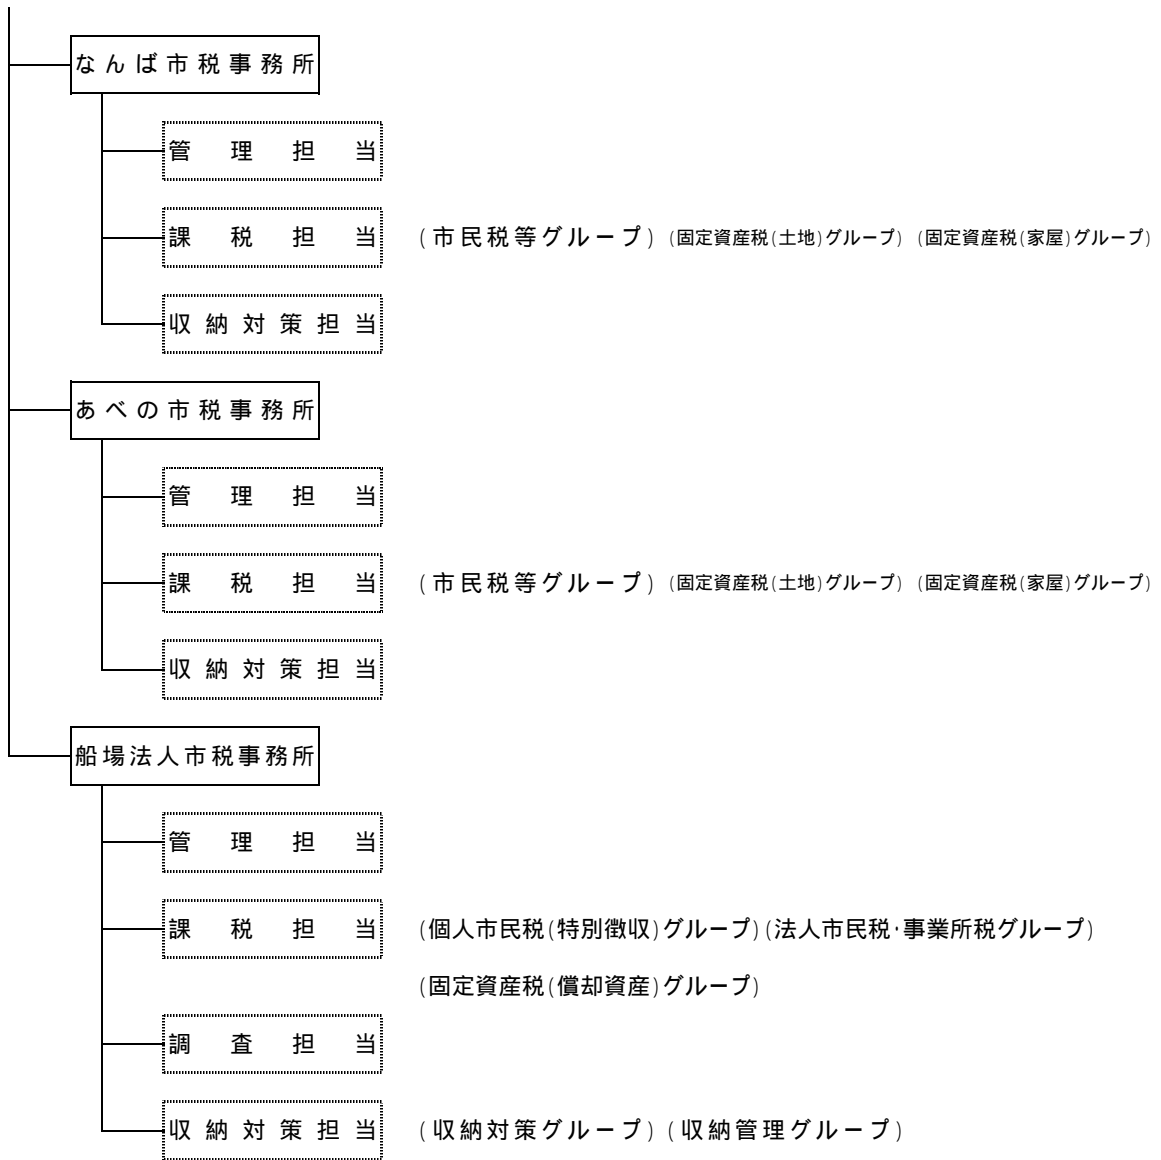 なんば市税事務所
管理担当
課税担当 (市民税等グループ) (固定資産税(土地)グループ) (固定資産税(家屋)グループ)
収納対策担当
あべの市税事務所
管理担当
課税担当 (市民税等グループ) (固定資産税(土地)グループ) (固定資産税(家屋)グループ)
収納対策担当
船場法人市税事務所
管理担当
課税担当 (個人市民税(特別徴収)グループ)(法人市民税·事業所税グループ)
(固定資産税(償却資産)グループ)
調査担当
収納対策担当 (収納対策グループ)(収納管理グループ)